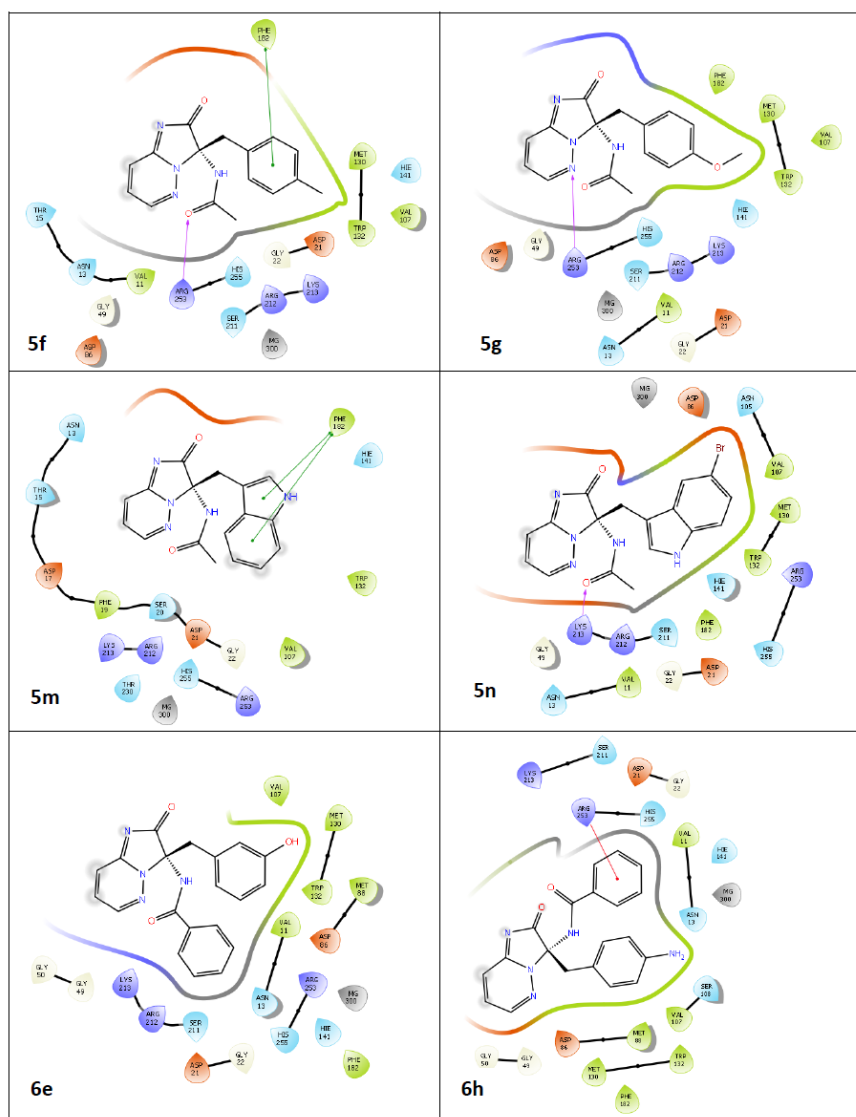 PHE
182
O
N
N
N
NH
O
MET
130
HIE
141
VAL
107
TRP
132
THR
15
ASN
13
VAL
11
GLY
49
ASP
86
ARG
253
HIS
255
GLY
22
ASP
21
SER
211
ARG
212
LYS
213
MG
300
5f
O
N
N
N
NH
O
O
PHE
182
MET
130
VAL
107
TRP
132
HIE
141
ASP
86
GLY
49
ARG
253
HIS
255
SER
211
ARG
212
LYS
213
MG
300
VAL
11
ASN
13
GLY
22
ASP
21
5g
ASN
13
THR
15
ASP
17
PHE
19
SER
20
ASP
21
GLY
22
LYS
213
ARG
212
THR
230
MG
300
HIS
255
ARG
253
VAL
107
TRP
132
HIE
141
PHE
182
O
N
N
N
NH
O
NH
5m
MG
300
ASP
86
ASN
105
VAL
107
MET
130
TRP
132
ARG
253
HIS
255
HIE
141
PHE
182
SER
211
ARG
212
LYS
213
GLY
49
ASN
13
VAL
11
GLY
22
ASP
21
Br
O
N
N
N
NH
O
N
H
5n
VAL
107
MET
130
TRP
132
MET
88
ASP
86
VAL
11
ASN
13
ARG
253
MG
300
HIS
255
HIE
141
PHE
182
GLY
50
GLY
49
LYS
213
ARG
212
SER
211
ASP
21
GLY
22
O
N
N
N
NH
O
OH
6e
LYS
213
SER
211
ASP
21
GLY
22
ARG
253
HIS
255
VAL
11
HIE
141
MG
300
ASN
13
SER
108
VAL
107
TRP
132
MET
88
ASP
86
MET
130
GLY
50
GLY
49
PHE
182
O
O
N
NH
N
N
NH2
6h